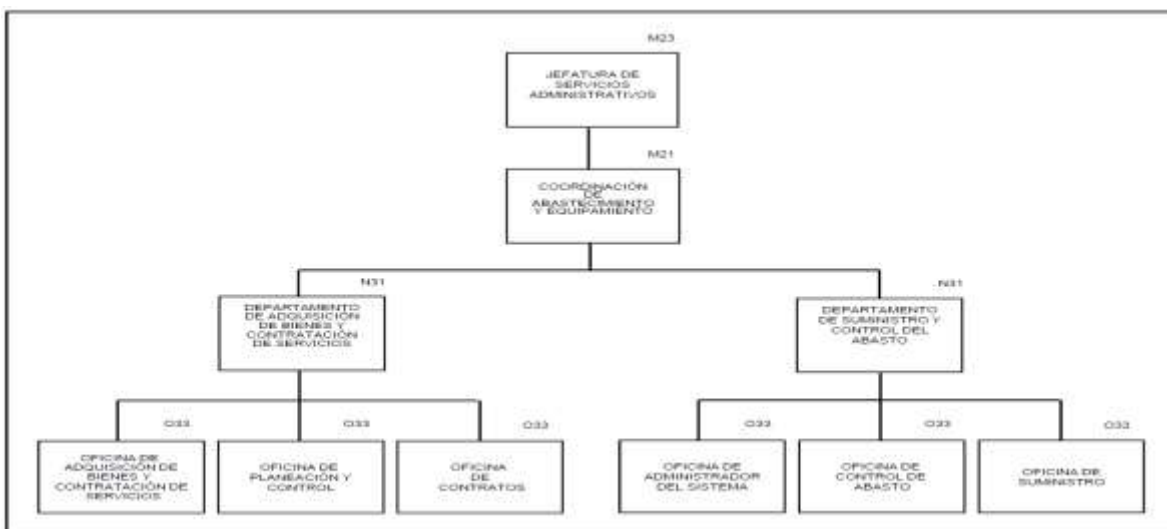 M23
JEFATURA DE
SERVICIOS
ADMINISTRATIVOS
M21
COORDINACIÓN
DE
ABASTECIMIENTO
Y EQUIPAMIENTO
N31
DEPARTAMENTO
DE ADQUISICIÓN
DE BIENES Y
CONTRATACIÓN
DE SERVICIOS
N31
DEPARTAMENTO
DE SUMINISTRO Y
CONTROL DEL
ABASTO
O33
OFICINA DE
ADQUISICIÓN DE
BIENES Y
CONTRATACIÓN DE
SERVICIOS
O33
OFICINA DE
PLANEACIÓN Y
CONTROL
O33
OFICINA
DE
CONTRATOS
O33
OFICINA DE
ADMINISTRADOR
DEL SISTEMA
O33
OFICINA DE
CONTROL DE
ABASTO
O33
OFICINA DE
SUMINISTRO